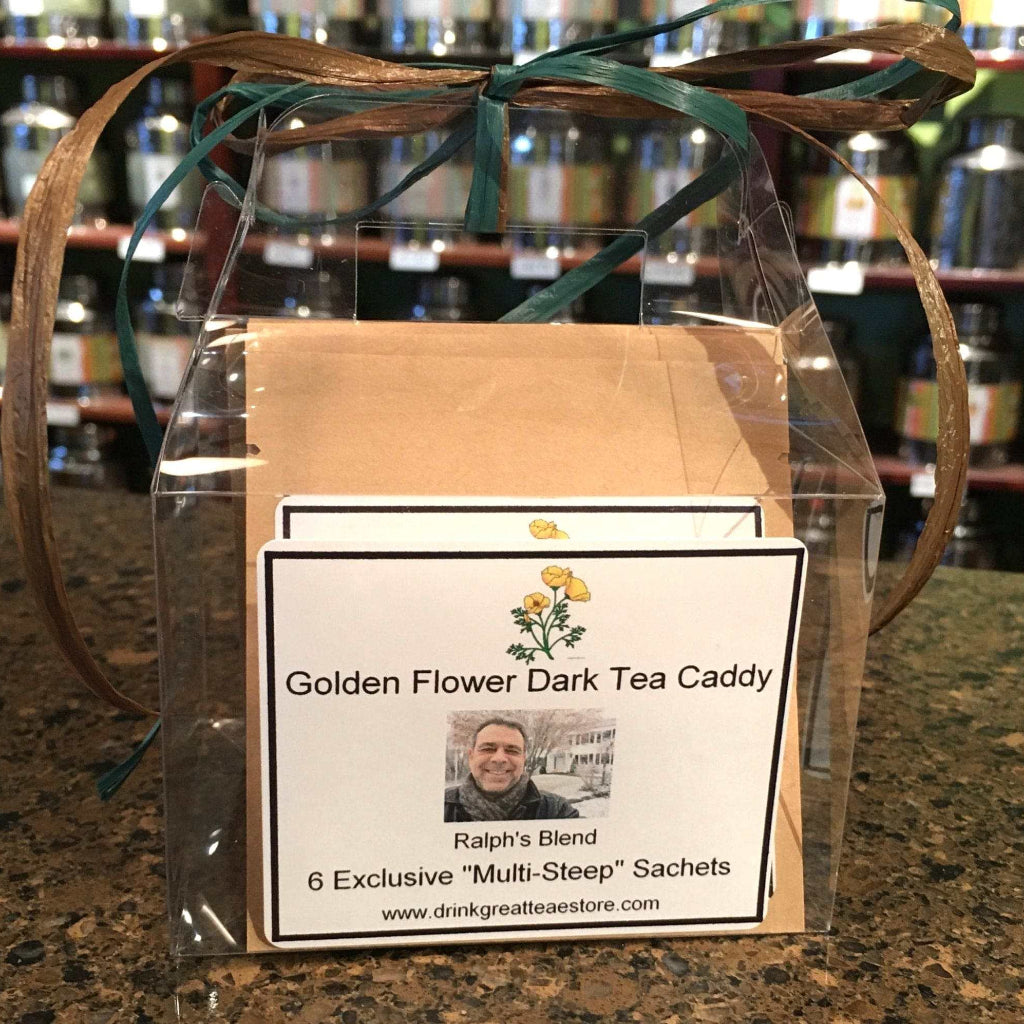 Golden Flower Dark Tea Caddy
Ralph's Blend
6 Exclusive "Multi-Steep" Sachets
www.drinkgreatteaestore.com